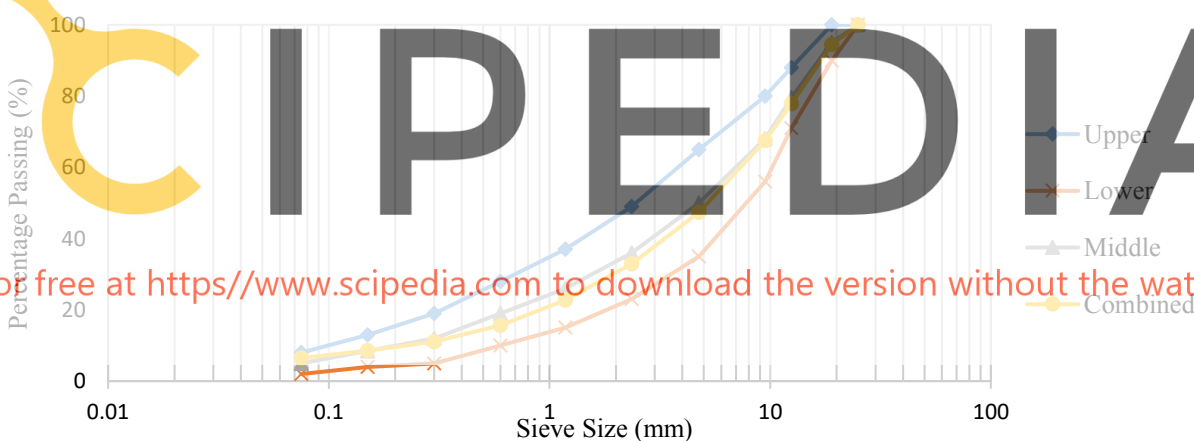 CIPEDIA
100
80
60
40
20
0
Percentage Passing (%)
0.01
0.1
1
10
100
Sieve Size (mm)
Upper
Lower
Middle
Combined
free at https//www.scipedia.com to download the version without the wat